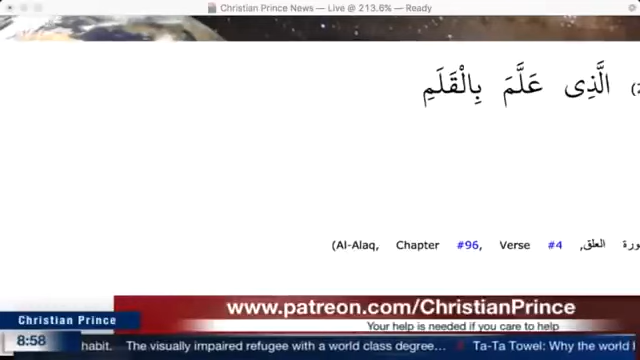 Christian Prince News — Live @ 213.6% — Ready
الَّذِى عَلَّمَ بِالْقَلَمِ
(Al-Alaq, Chapter #96, Verse #4 ,العلق
www.patreon.com/ChristianPrince
Christian Prince
Your help is needed if you care to help
8:58
habit. The visually impaired refugee with a world class degree... Ta-Ta Towel: Why the world